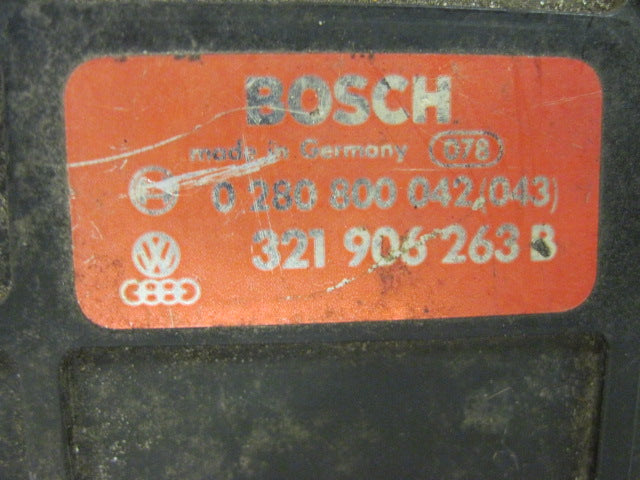 BOSCH
made in Germany 078
0 280 800 042 (043)
321 906 263 B